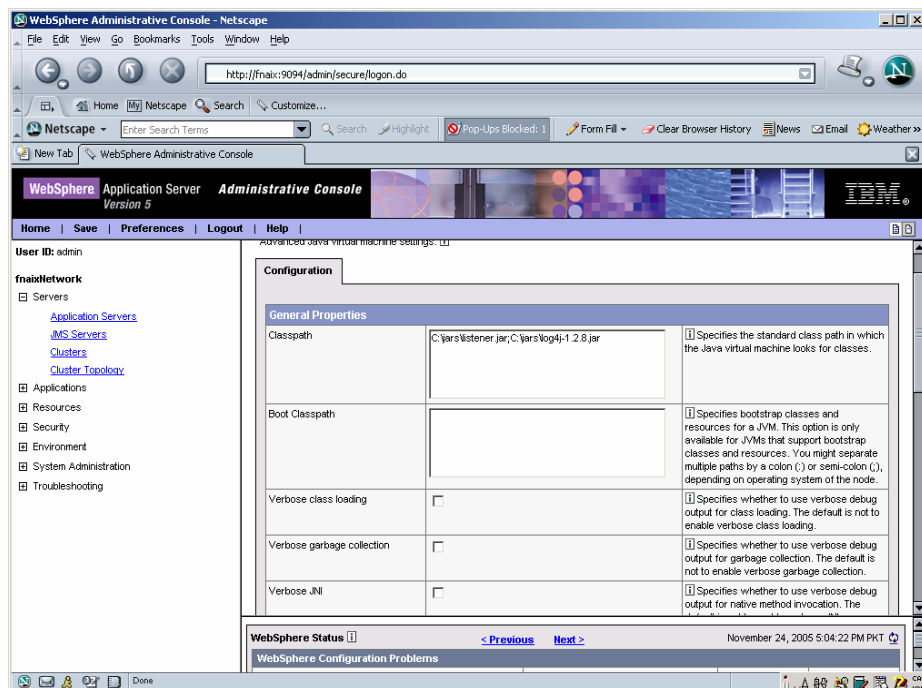 WebSphere Administrative Console - Netscape
File Edit View Go Bookmarks Tools Window Help
http://fnaix:9094/admin/secure/logon.do
Home My Netscape Search Customize...
Netscape Enter Search Terms Search Highlight Pop-Ups Blocked: 1 Form Fill Clear Browser History News Email Weather »
New Tab WebSphere Administrative Console
WebSphere Application Server Administrative Console
Version 5
IBM
Home | Save | Preferences | Logout | Help |
User ID: admin
fnaixNetwork
Servers
Application Servers
JMS Servers
Clusters
Cluster Topology
Applications
Resources
Security
Environment
System Administration
Troubleshooting
Advanced Java virtual machine settings.
Configuration
General Properties
Classpath
C:\jars\listener.jar;C:\jars\log4j-1.2.8.jar
Specifies the standard class path in which
the Java virtual machine looks for classes.
Boot Classpath
Specifies bootstrap classes and
resources for a JVM. This option is only
available for JVMs that support bootstrap
classes and resources. You might separate
multiple paths by a colon (:) or semi-colon (;),
depending on operating system of the node.
Verbose class loading
Specifies whether to use verbose debug
output for class loading. The default is not to
enable verbose class loading.
Verbose garbage collection
Specifies whether to use verbose debug
output for garbage collection. The default is
not to enable verbose garbage collection.
Verbose JNI
Specifies whether to use verbose debug
output for native method invocation. The
WebSphere Status < Previous Next > November 24, 2005 5:04:22 PM PKT
WebSphere Configuration Problems
Done